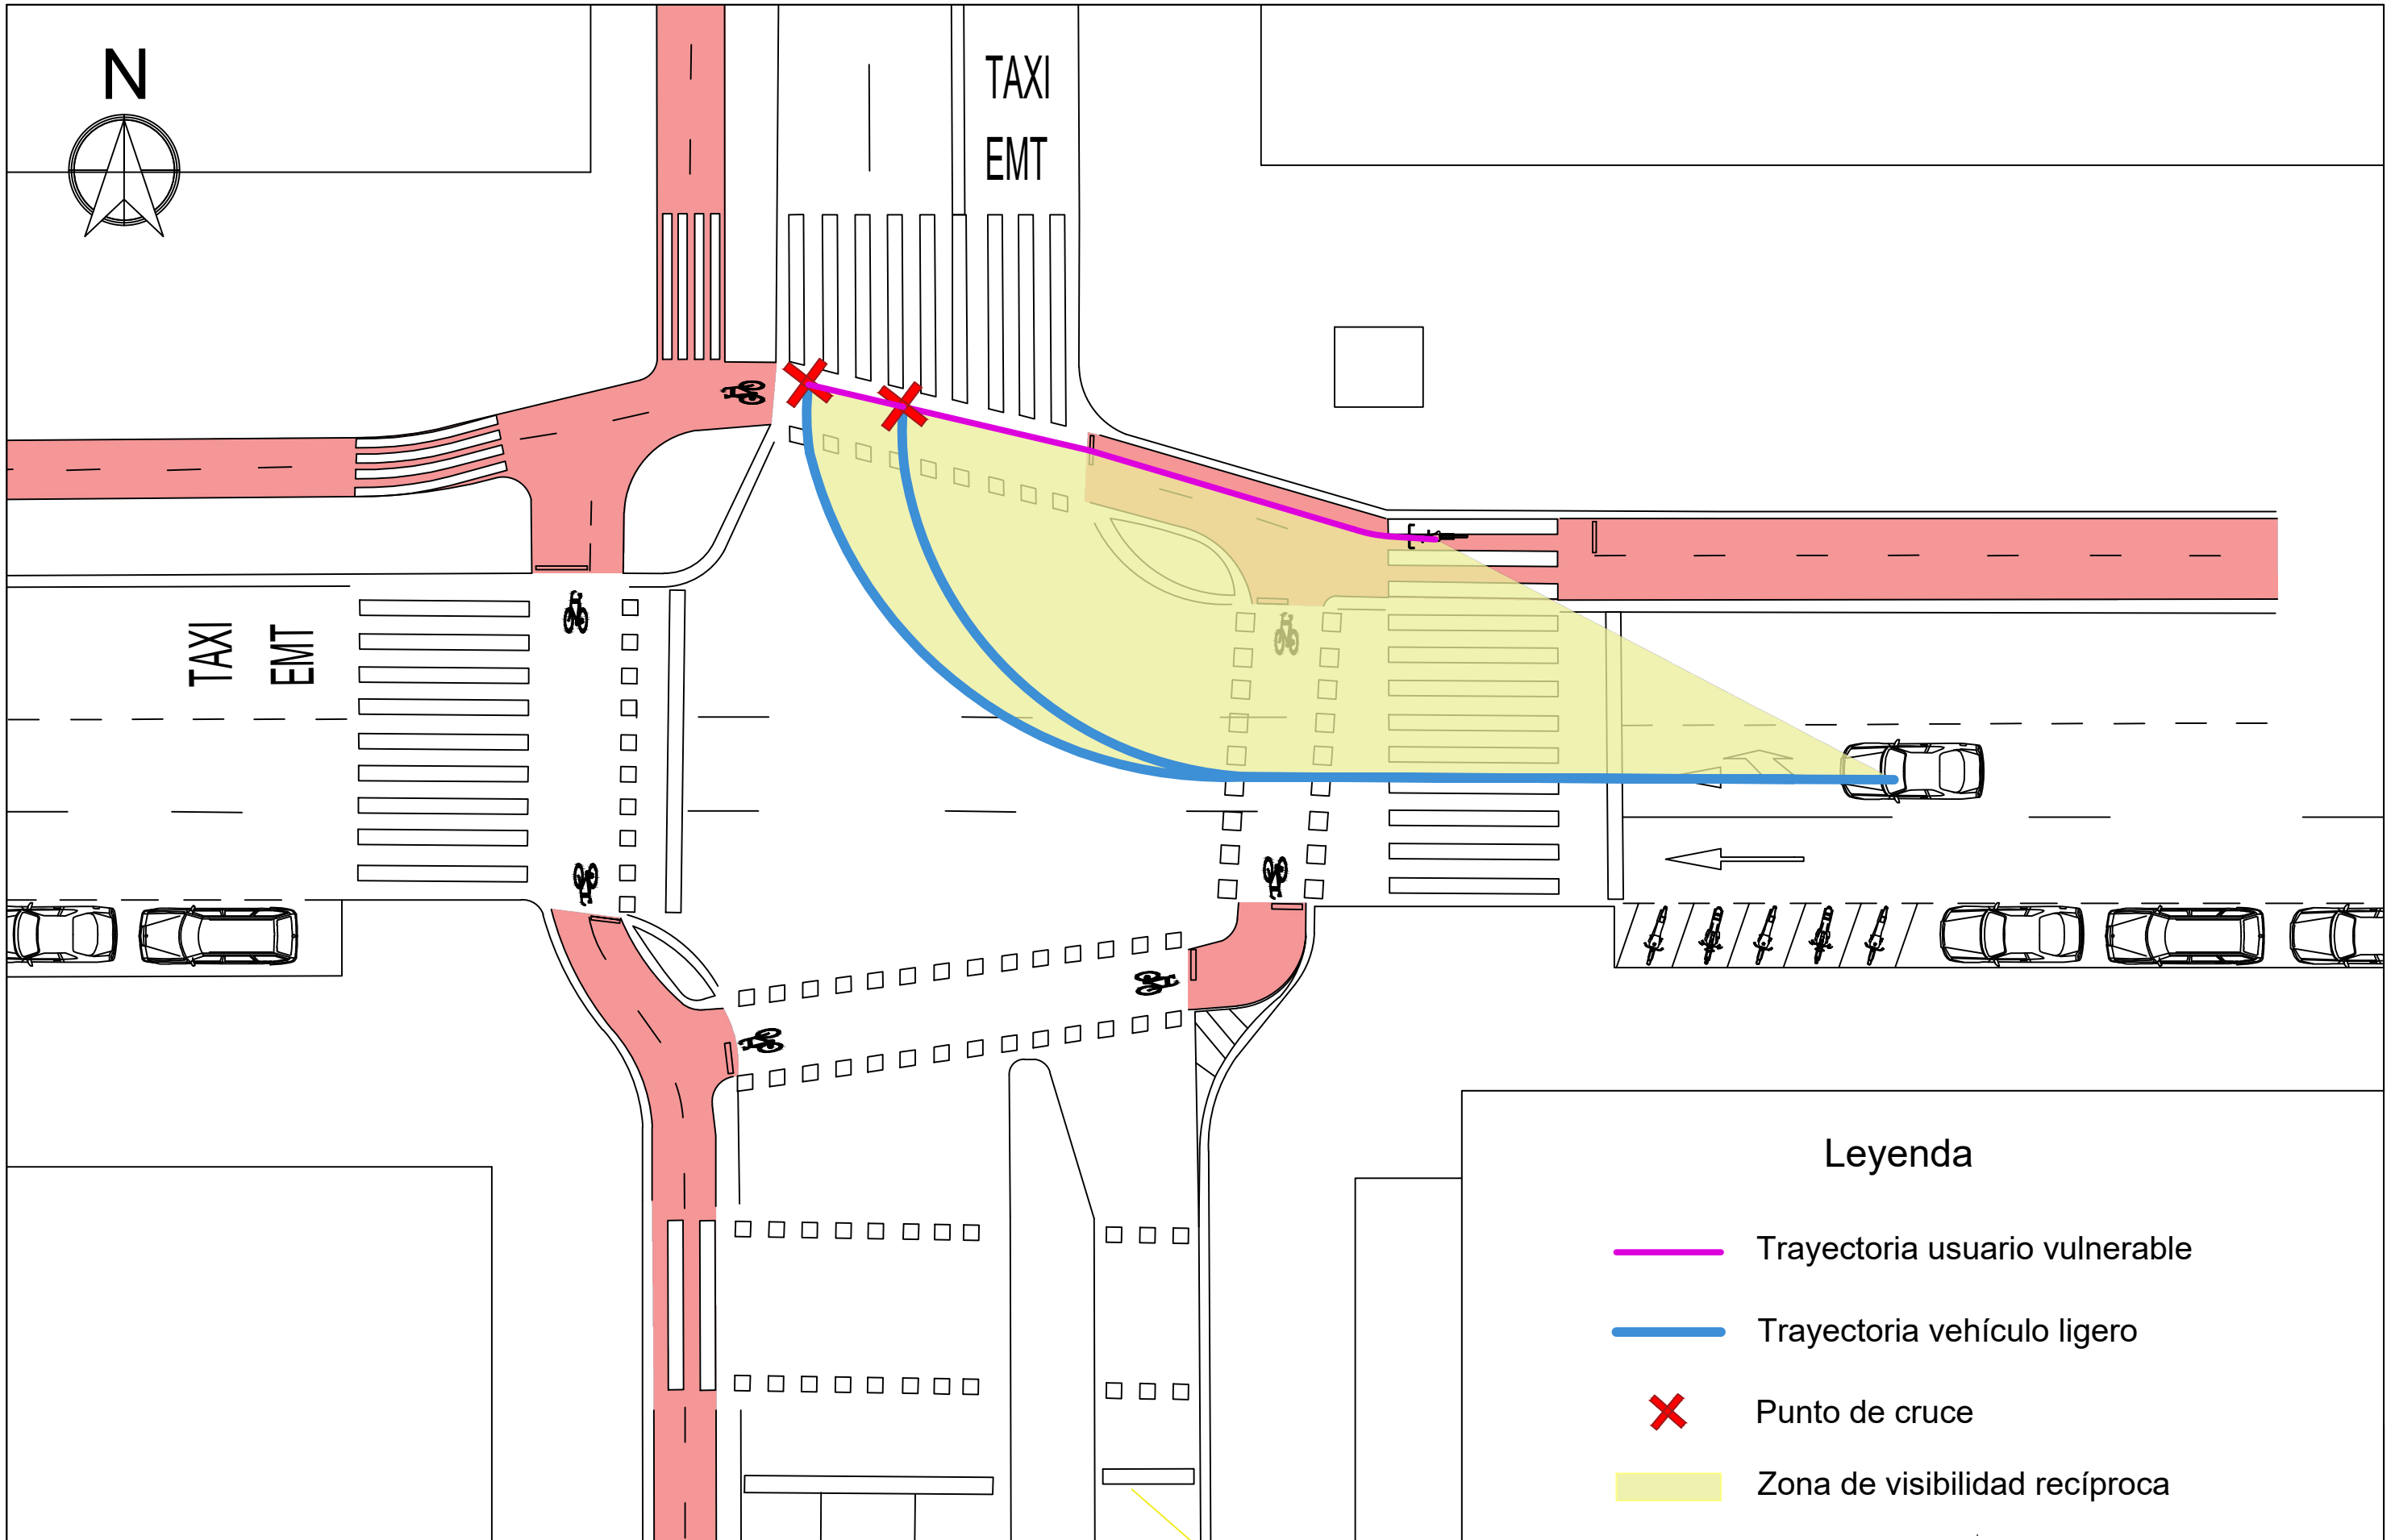 N
TAXI
EMT
TAXI
EMT
Leyenda
Trayectoria usuario vulnerable
Trayectoria vehículo ligero
Punto de cruce
Zona de visibilidad recíproca